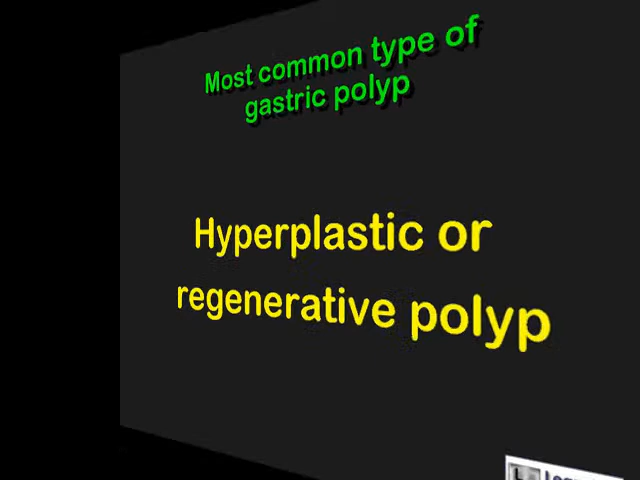 Most common type of
gastric polyp
Hyperplastic or
regenerative polyp